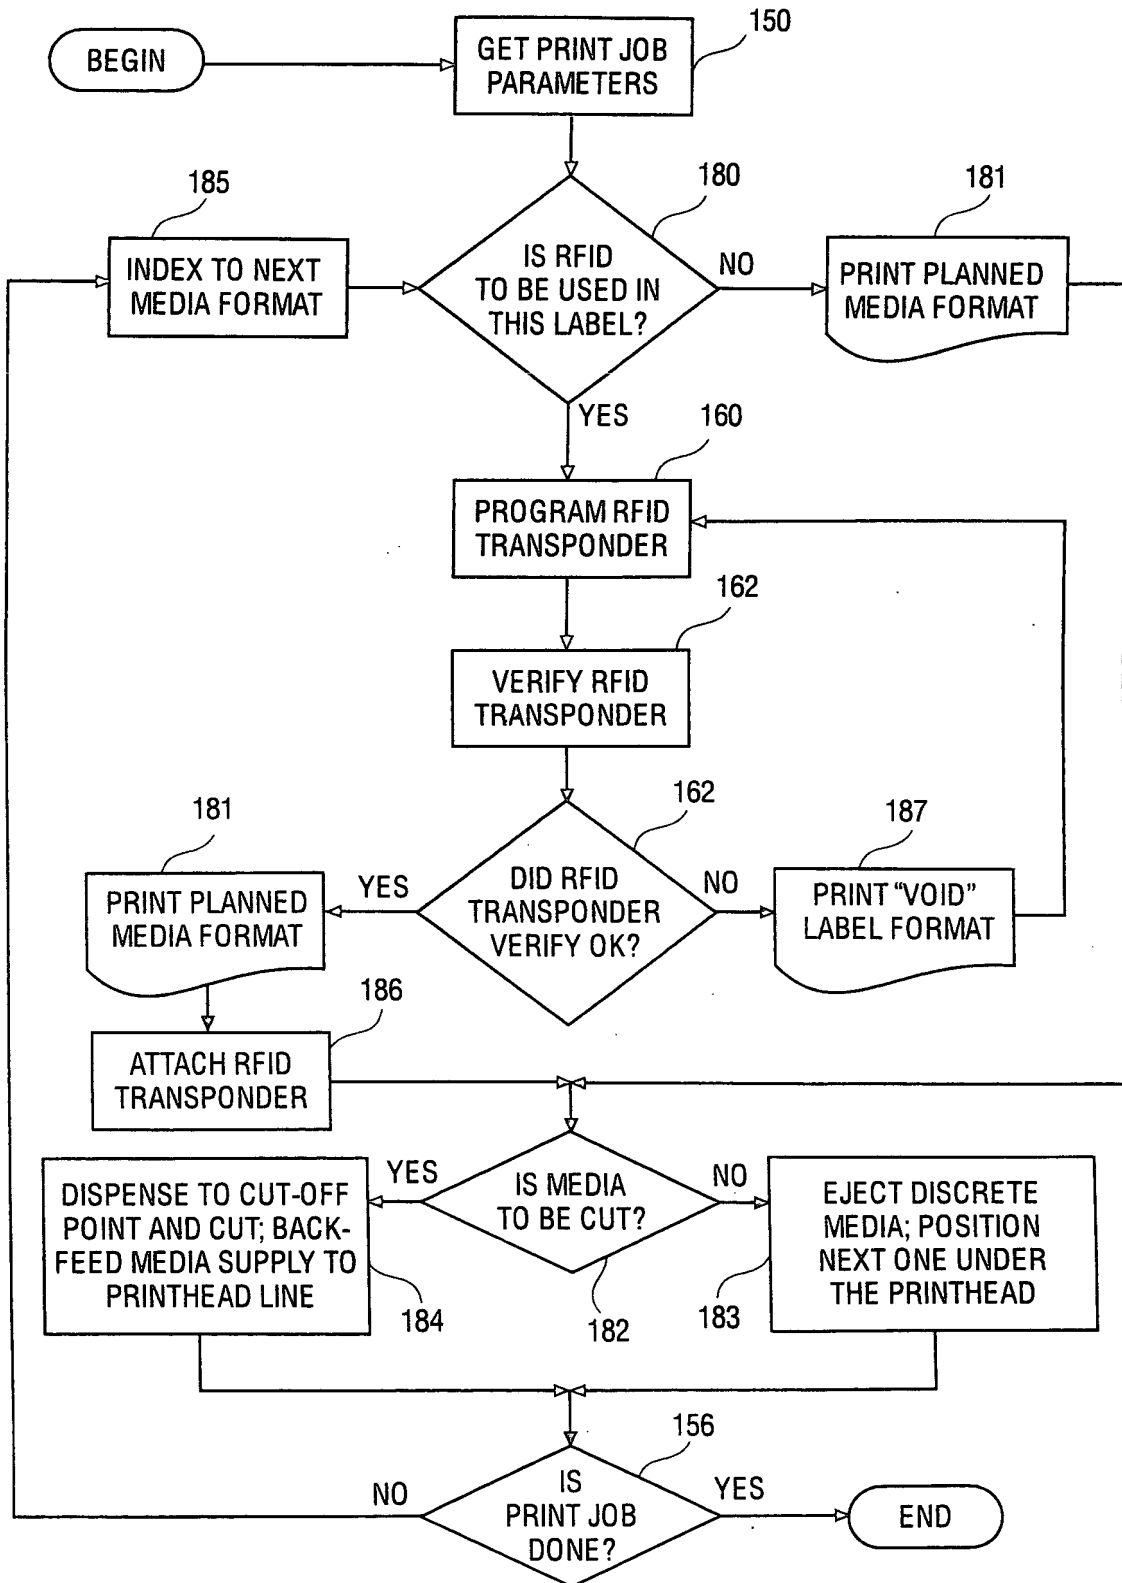 BEGIN
GET PRINT JOB
PARAMETERS
150
185
INDEX TO NEXT
MEDIA FORMAT
180
IS RFID
TO BE USED IN
THIS LABEL?
NO
181
PRINT PLANNED
MEDIA FORMAT
YES
160
PROGRAM RFID
TRANSPONDER
162
VERIFY RFID
TRANSPONDER
162
DID RFID
TRANSPONDER
VERIFY OK?
YES
181
PRINT PLANNED
MEDIA FORMAT
NO
187
PRINT “VOID”
LABEL FORMAT
186
ATTACH RFID
TRANSPONDER
IS MEDIA
TO BE CUT?
182
YES
DISPENSE TO CUT-OFF
POINT AND CUT; BACK-
FEED MEDIA SUPPLY TO
PRINTHEAD LINE
184
NO
EJECT DISCRETE
MEDIA; POSITION
NEXT ONE UNDER
THE PRINTHEAD
183
156
IS
PRINT JOB
DONE?
NO
YES
END